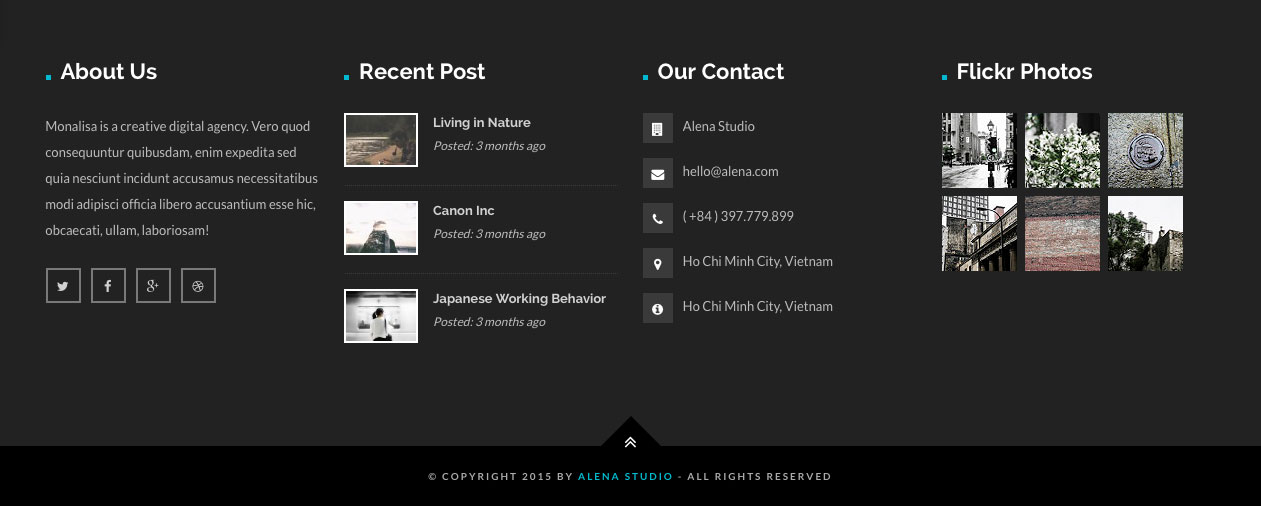 About Us
Monalisa is a creative digital agency. Vero quod
consequuntur quibusdam, enim expedita sed
quia nesciunt incidunt accusamus necessitatibus
modi adipisci officia libero accusantium esse hic,
obcaecati, ullam, laboriosam!
Recent Post
Living in Nature
Posted: 3 months ago
Canon Inc
Posted: 3 months ago
Japanese Working Behavior
Posted: 3 months ago
Our Contact
Alena Studio
hello@alena.com
( +84 ) 397.779.899
Ho Chi Minh City, Vietnam
Ho Chi Minh City, Vietnam
Flickr Photos
© COPYRIGHT 2015 BY ALENA STUDIO - ALL RIGHTS RESERVED